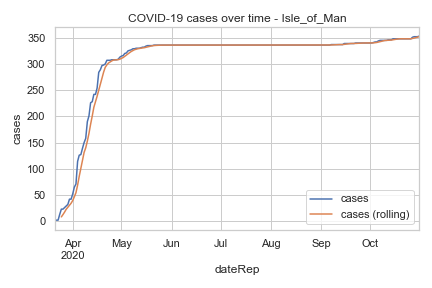 COVID-19 cases over time - Isle_of_Man
350
300
250
200
150
100
50
0
cases
Apr
2020
May
Jun
Jul
Aug
Sep
Oct
dateRep
cases
cases (rolling)